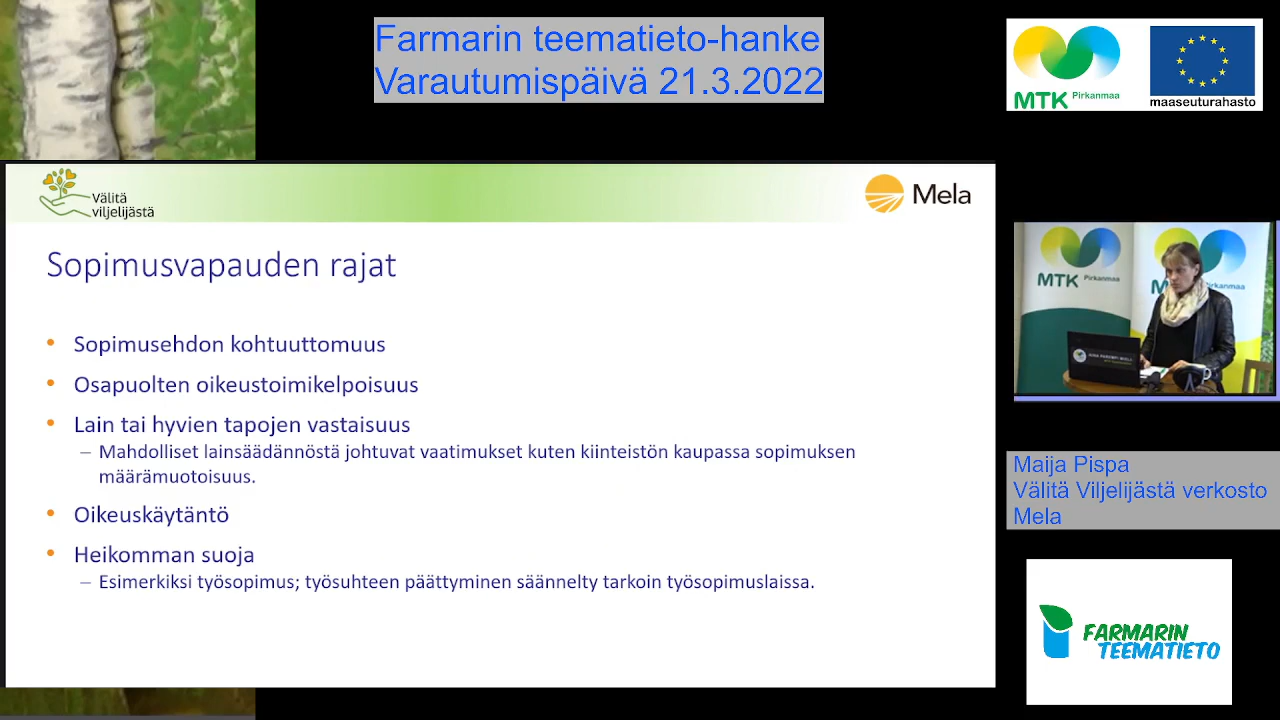 Farmarin teematieto-hanke
Varautumispäivä 21.3.2022
MTK Pirkanmaa
maaseuturahasto
Välitä
viljelijästä
Mela
Sopimusvapauden rajat
• Sopimusehdon kohtuuttomuus
• Osapuolten oikeustoimikelpoisuus
• Lain tai hyvien tapojen vastaisuus
– Mahdolliset lainsäädännöstä johtuvat vaatimukset kuten kiinteistön kaupassa sopimuksen
määrämuotoisuus.
• Oikeuskäytäntö
• Heikomman suoja
– Esimerkiksi työsopimus; työsuhteen päättyminen säännelty tarkoin työsopimuslaissa.
MTK Pirkanmaa
Pirkanmaa
Maija Pispa
Välitä Viljelijästä verkosto
Mela
FARMARIN
TEEMATIETO